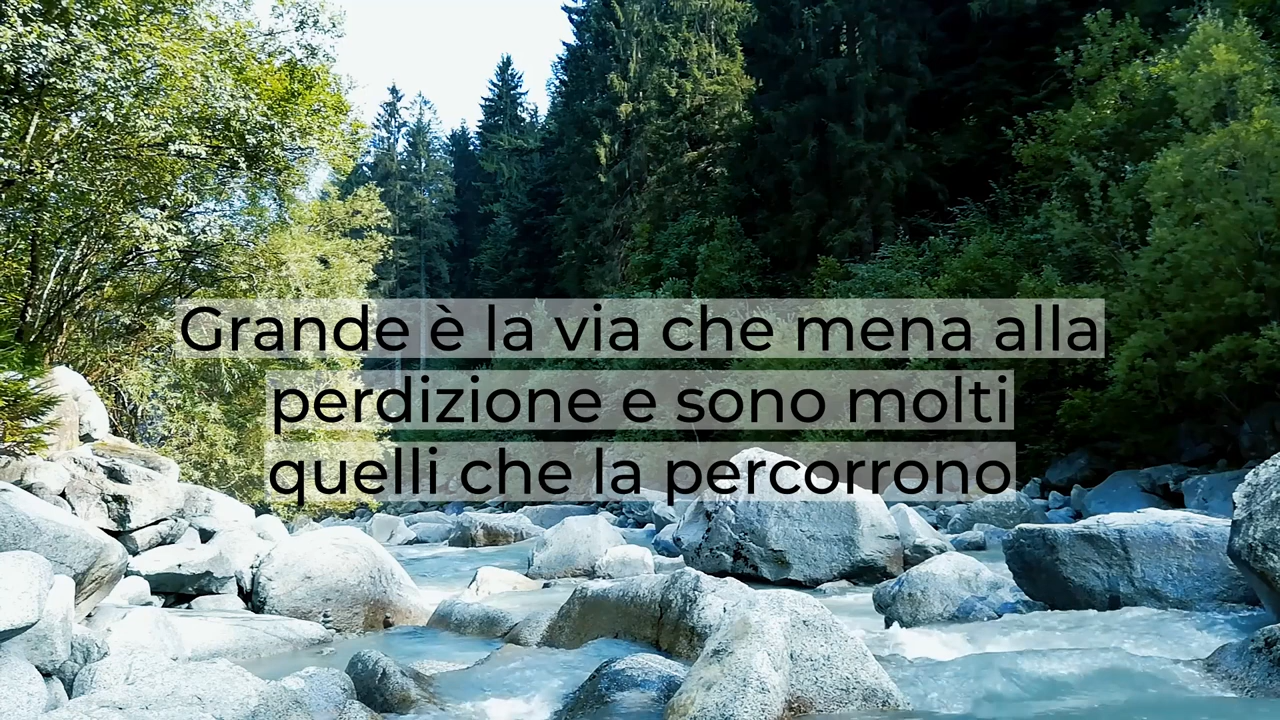 Grande è la via che mena alla
perdizione e sono molti
quelli che la percorrono